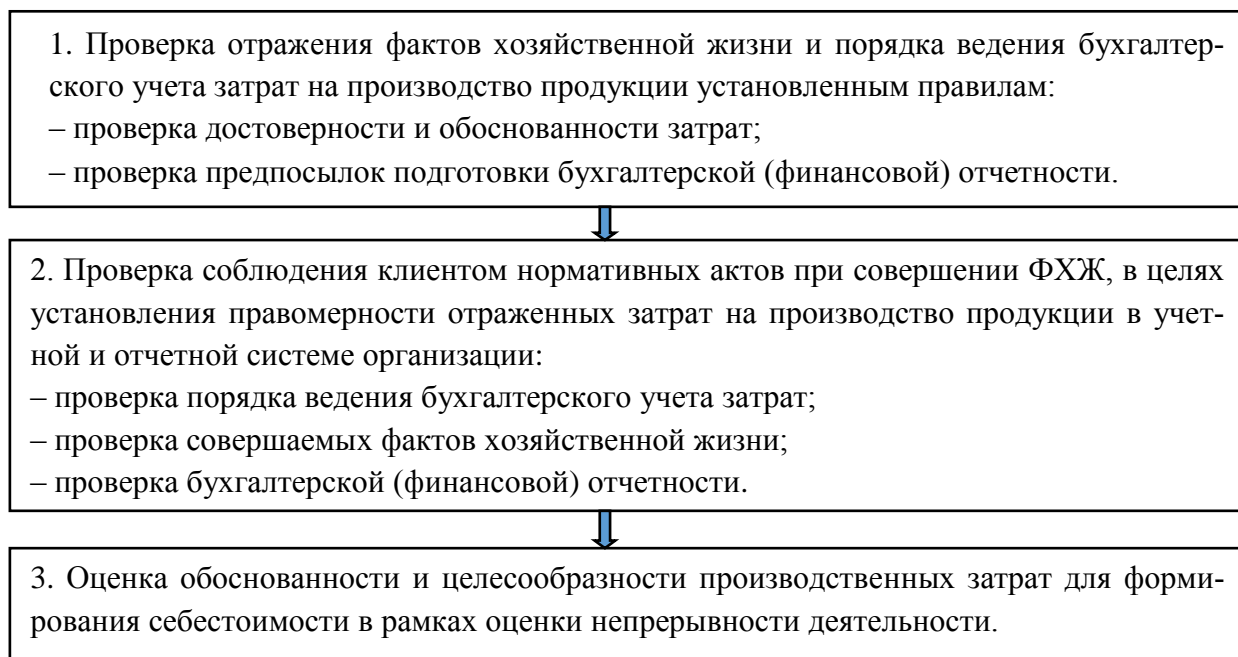 1. Проверка отражения фактов хозяйственной жизни и порядка ведения бухгалтер-
ского учета затрат на производство продукции установленным правилам:
– проверка достоверности и обоснованности затрат;
– проверка предпосылок подготовки бухгалтерской (финансовой) отчетности.
2. Проверка соблюдения клиентом нормативных актов при совершении ФХЖ, в целях
установления правомерности отраженных затрат на производство продукции в учет-
ной и отчетной системе организации:
– проверка порядка ведения бухгалтерского учета затрат;
– проверка совершаемых фактов хозяйственной жизни;
– проверка бухгалтерской (финансовой) отчетности.
3. Оценка обоснованности и целесообразности производственных затрат для форми-
рования себестоимости в рамках оценки непрерывности деятельности.